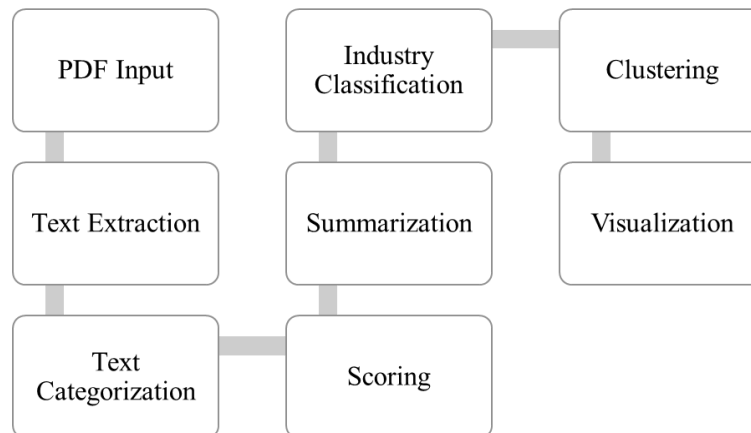 PDF Input
Text Extraction
Text
Categorization
Scoring
Summarization
Industry
Classification
Clustering
Visualization